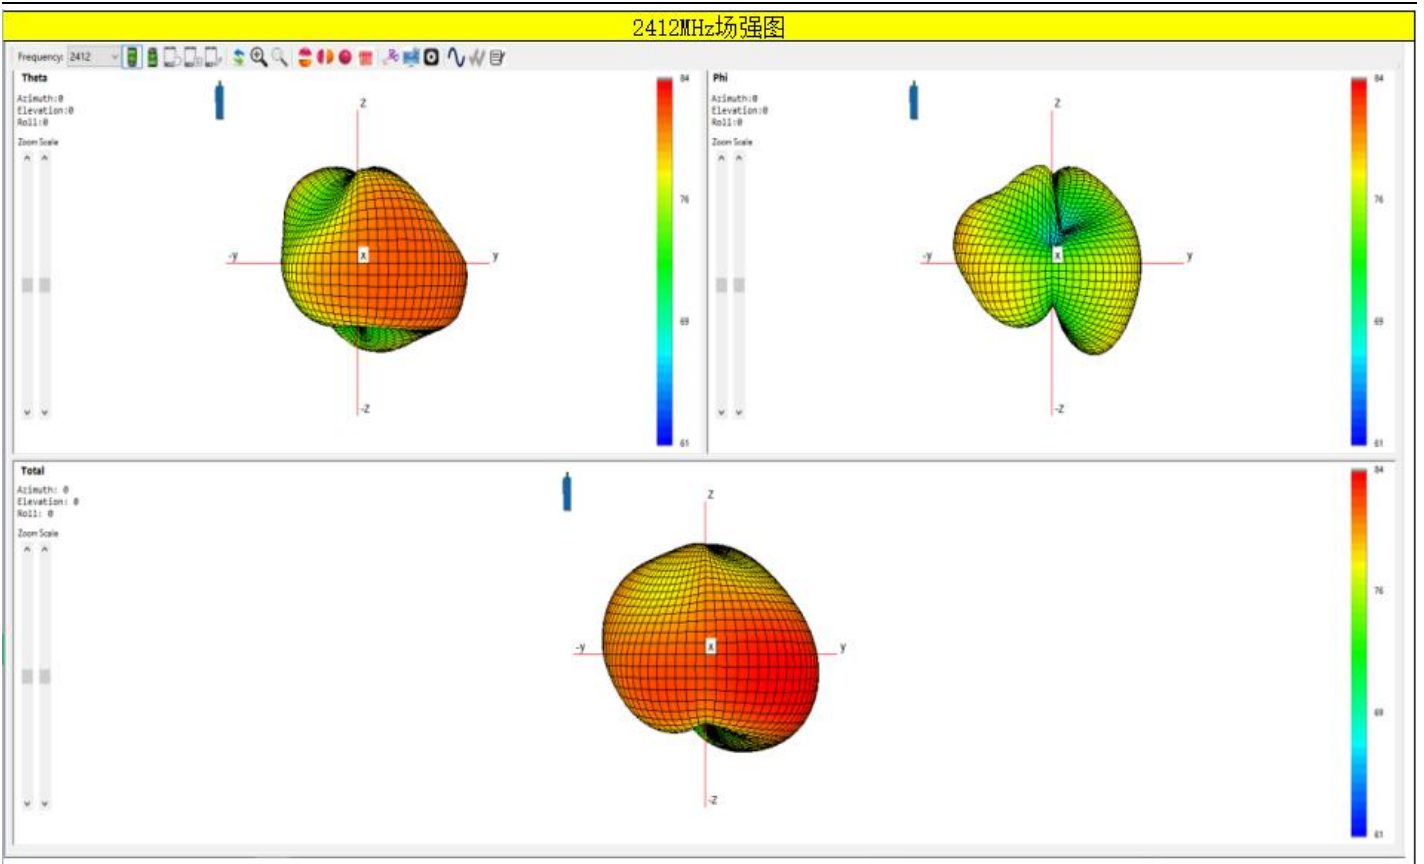 2412MHz场强图
Frequency: 2412
Theta
Azimuth:0
Elevation:0
Roll:0
Zoom Scale
Z
-y
X
y
-Z
84
76
69
61
Phi
Azimuth:0
Elevation:0
Roll:0
Zoom Scale
Z
-y
X
y
-Z
84
76
69
61
Total
Azimuth: 0
Elevation: 0
Roll: 0
Zoom Scale
Z
-y
X
y
-Z
84
76
69
61